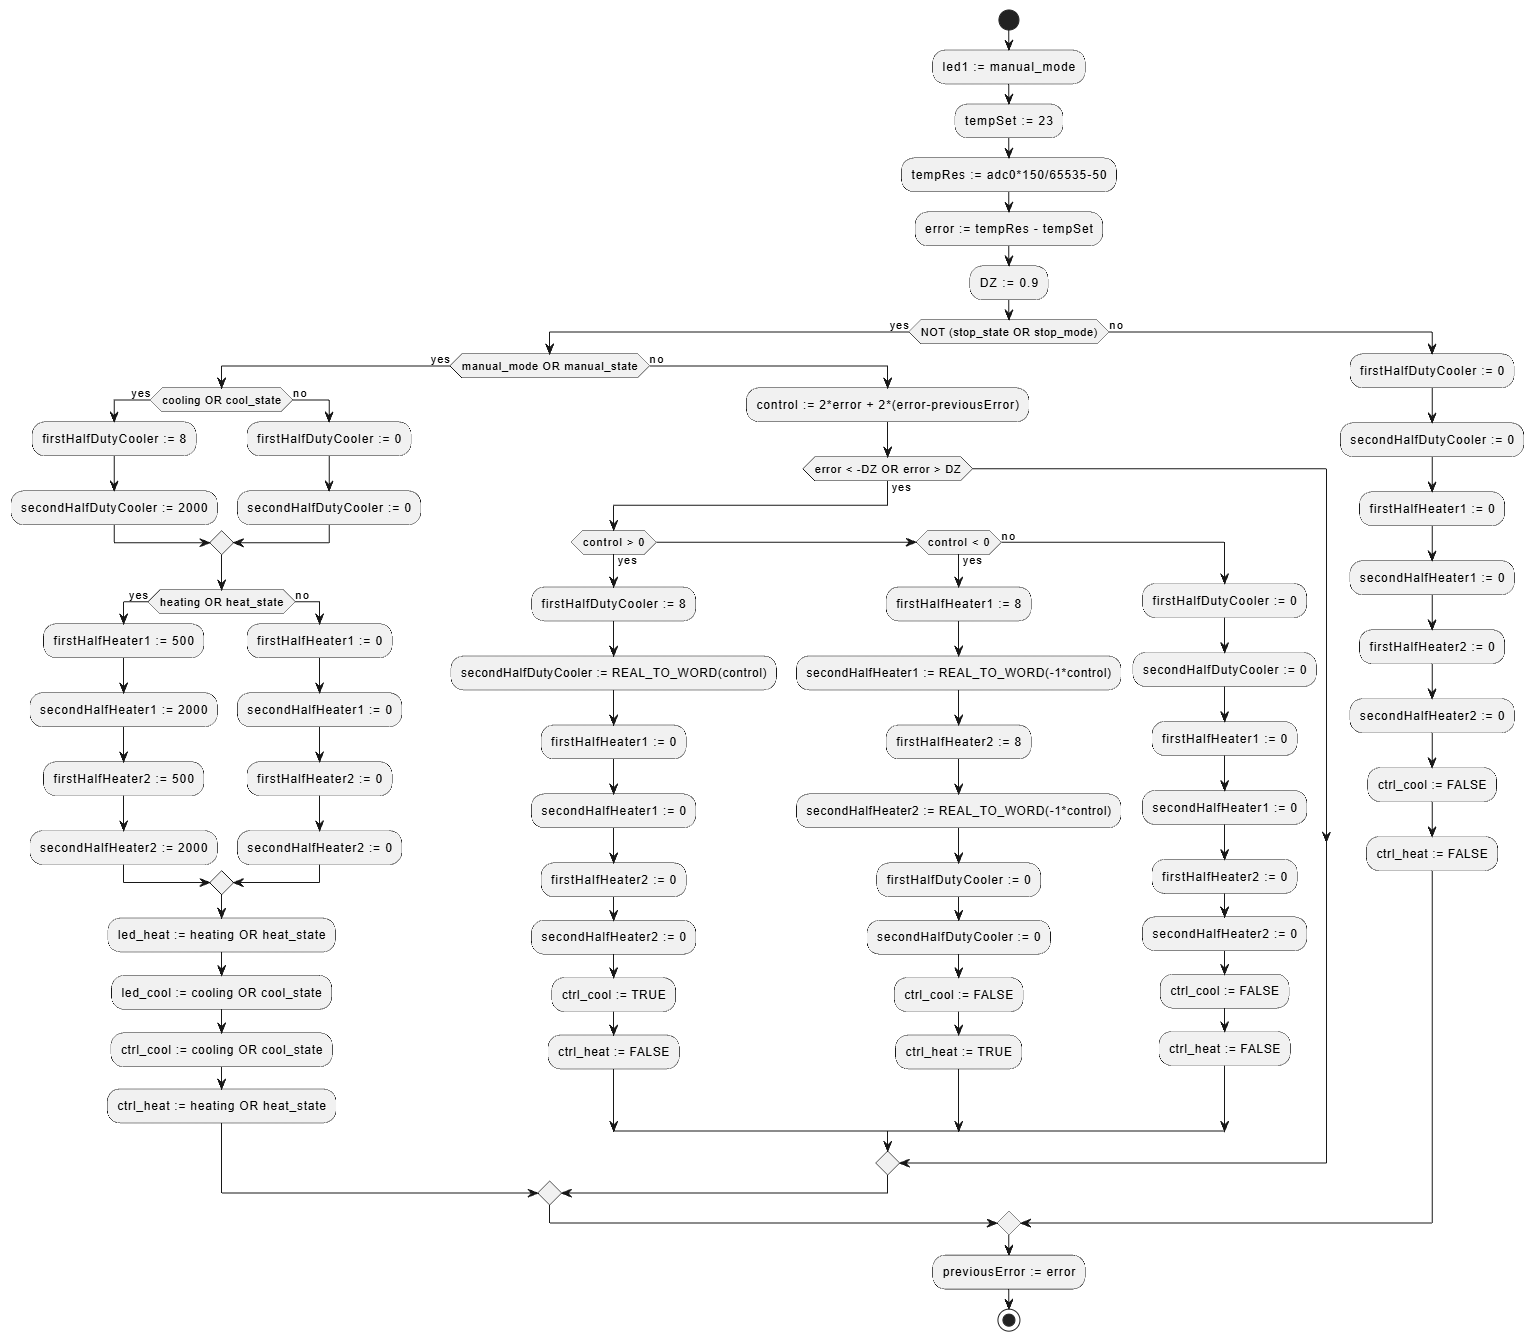 led1 := manual_mode
tempSet := 23
tempRes := adc0*150/65535-50
error := tempRes - tempSet
DZ := 0.9
yes
NOT (stop_state OR stop_mode)
no
yes
manual_mode OR manual_state
no
yes
cooling OR cool_state
no
firstHalfDutyCooler := 8
secondHalfDutyCooler := 2000
firstHalfDutyCooler := 0
secondHalfDutyCooler := 0
yes
heating OR heat_state
no
firstHalfHeater1 := 500
secondHalfHeater1 := 2000
firstHalfHeater2 := 500
secondHalfHeater2 := 2000
firstHalfHeater1 := 0
secondHalfHeater1 := 0
firstHalfHeater2 := 0
secondHalfHeater2 := 0
led_heat := heating OR heat_state
led_cool := cooling OR cool_state
ctrl_cool := cooling OR cool_state
ctrl_heat := heating OR heat_state
control := 2*error + 2*(error-previousError)
error < -DZ OR error > DZ
yes
control > 0
yes
firstHalfDutyCooler := 8
secondHalfDutyCooler := REAL_TO_WORD(control)
firstHalfHeater1 := 0
secondHalfHeater1 := 0
firstHalfHeater2 := 0
secondHalfHeater2 := 0
ctrl_cool := TRUE
ctrl_heat := FALSE
control < 0
no
yes
firstHalfHeater1 := 8
secondHalfHeater1 := REAL_TO_WORD(-1*control)
firstHalfHeater2 := 8
secondHalfHeater2 := REAL_TO_WORD(-1*control)
firstHalfDutyCooler := 0
secondHalfDutyCooler := 0
ctrl_cool := FALSE
ctrl_heat := TRUE
firstHalfDutyCooler := 0
secondHalfDutyCooler := 0
firstHalfHeater1 := 0
secondHalfHeater1 := 0
firstHalfHeater2 := 0
secondHalfHeater2 := 0
ctrl_cool := FALSE
ctrl_heat := FALSE
firstHalfDutyCooler := 0
secondHalfDutyCooler := 0
firstHalfHeater1 := 0
secondHalfHeater1 := 0
firstHalfHeater2 := 0
secondHalfHeater2 := 0
ctrl_cool := FALSE
ctrl_heat := FALSE
previousError := error